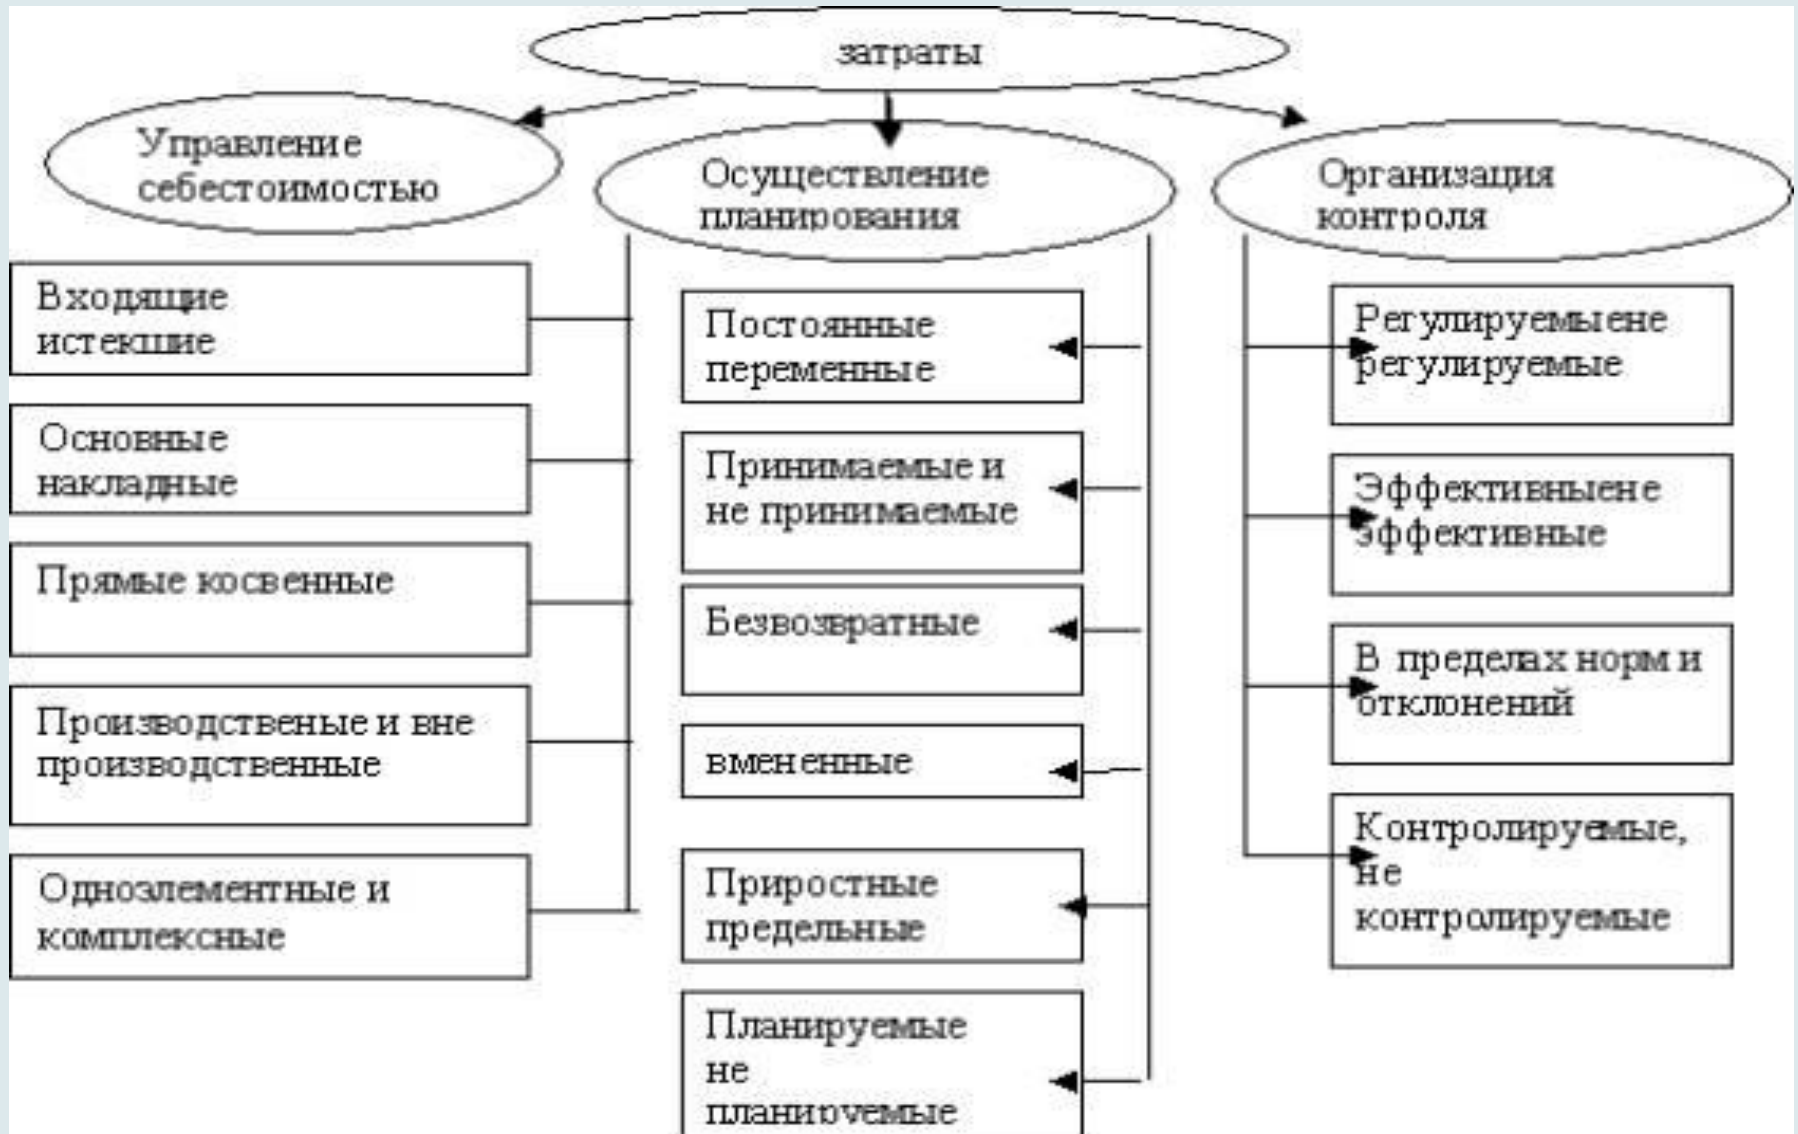 затраты
Управление
себестоимостью
Входящие
истекшие
Основные
накладные
Прямые косвенные
Производственые и вне
производственные
Одноэлементные и
комплексные
Осуществление
планирования
Постоянные
переменные
Принимаемые и
не принимаемые
Безвозвратные
вмененные
Приростные
предельные
Планируемые
не
планируемые
Организация
контроля
Регулируемыене
регулируемые
Эффективныене
эффективные
В пределах норм и
отклонений
Контролируемые,
не
контролируемые